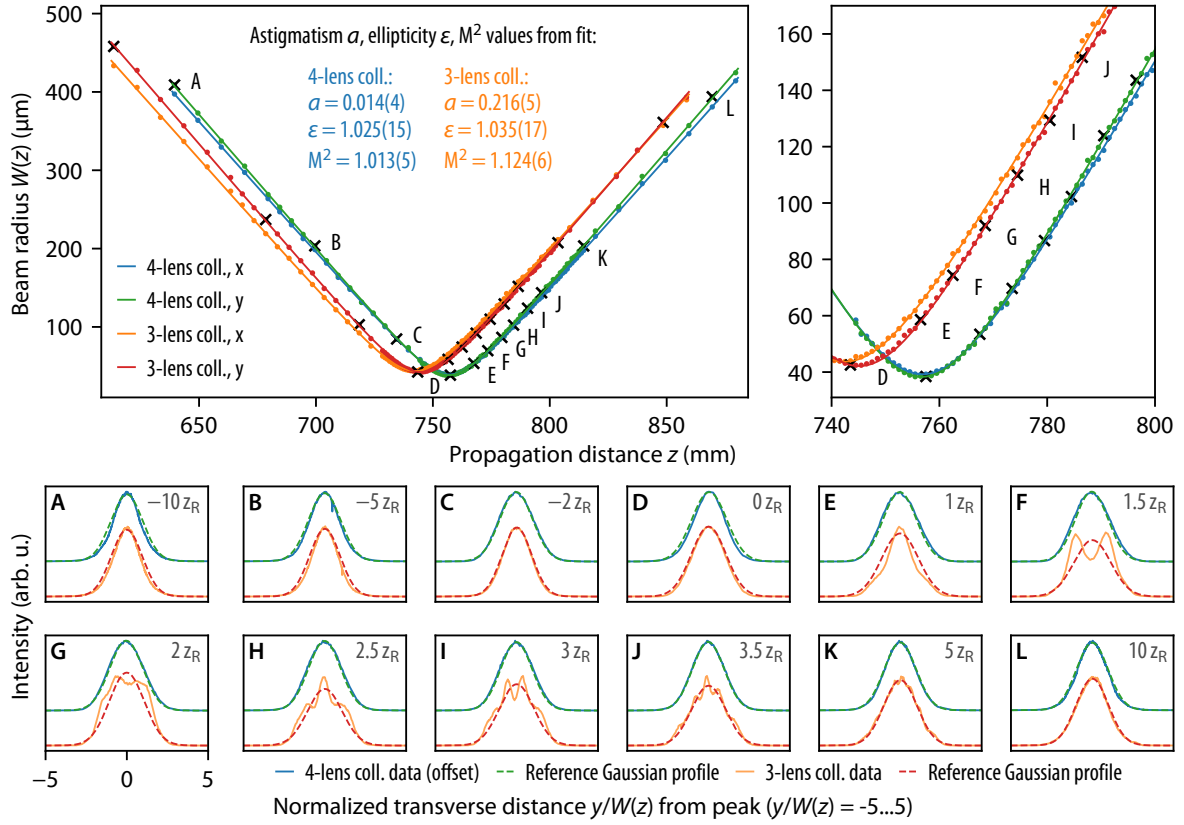 Astigmatism a, ellipticity ε, M² values from fit:
4-lens coll.:
a = 0.014(4)
ε = 1.025(15)
M² = 1.013(5)
3-lens coll.:
a = 0.216(5)
ε = 1.035(17)
M² = 1.124(6)
Beam radius W(z) (µm)
500
400
300
200
100
4-lens coll., x
4-lens coll., y
3-lens coll., x
3-lens coll., y
A
B
C
D
E
F
G
H
I
J
K
L
650
700
750
800
850
160
140
120
100
80
60
40
D
E
F
G
H
I
J
740
760
780
800
Propagation distance z (mm)
Intensity (arb. u.)
A −10 zR
B −5 zR
C −2 zR
D 0 zR
E 1 zR
F 1.5 zR
G 2 zR
H 2.5 zR
I 3 zR
J 3.5 zR
K 5 zR
L 10 zR
−5 0 5
4-lens coll. data (offset) Reference Gaussian profile 3-lens coll. data Reference Gaussian profile
Normalized transverse distance y/W(z) from peak (y/W(z) = -5...5)